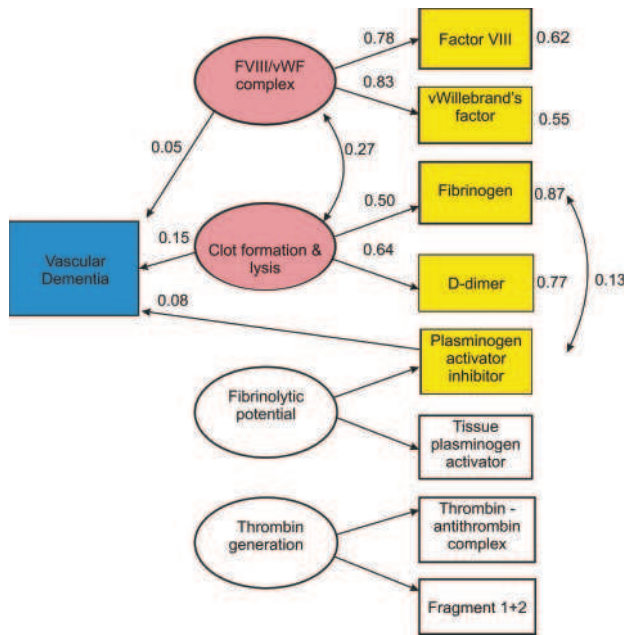 FVIII/vWF
complex
0.78
Factor VIII
0.62
0.83
vWillebrand's
factor
0.55
0.05
0.27
0.50
Fibrinogen
0.87
0.15
Clot formation &
lysis
0.64
D-dimer
0.77
0.13
Vascular
Dementia
0.08
Plasminogen
activator
inhibitor
Fibrinolytic
potential
Tissue
plasminogen
activator
Thrombin
generation
Thrombin -
antithrombin
complex
Fragment 1+2